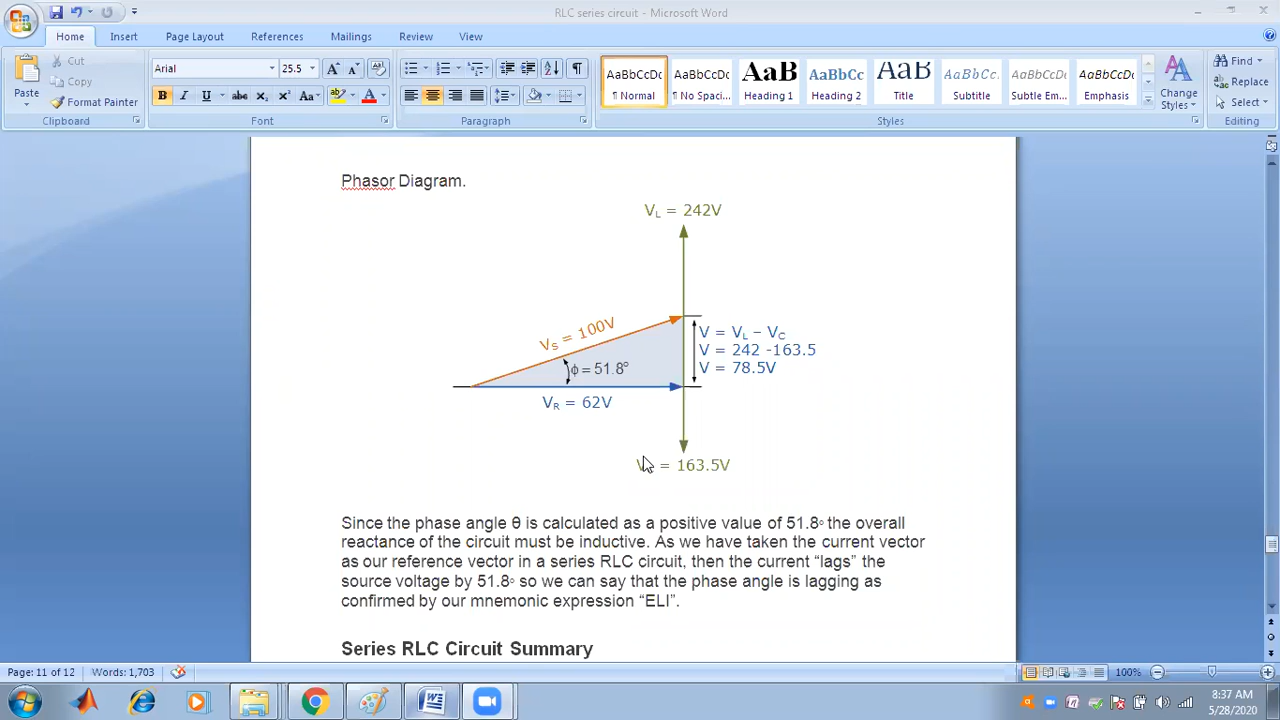 RLC series circuit - Microsoft Word
Home Insert Page Layout References Mailings Review View
Paste
Cut
Copy
Format Painter
Clipboard
Arial 25.5
Font
Paragraph
AaBbCcDc AaBbCcDc AaB AaBbCc AaBbC AaBbCc AaBbCcDc AaBbCcDc
¶ Normal ¶ No Spaci... Heading 1 Heading 2 Title Subtitle Subtle Em... Emphasis
Change
Styles
Styles
Find
Replace
Select
Editing
Phasor Diagram.
VL = 242V
VS = 100V
ϕ = 51.8°
VR = 62V
V = VL – VC
V = 242 -163.5
V = 78.5V
= 163.5V
Since the phase angle θ is calculated as a positive value of 51.8° the overall
reactance of the circuit must be inductive. As we have taken the current vector
as our reference vector in a series RLC circuit, then the current “lags” the
source voltage by 51.8° so we can say that the phase angle is lagging as
confirmed by our mnemonic expression “ELI”.
Series RLC Circuit Summary
Page: 11 of 12 Words: 1,703 100%
8:37 AM
5/28/2020